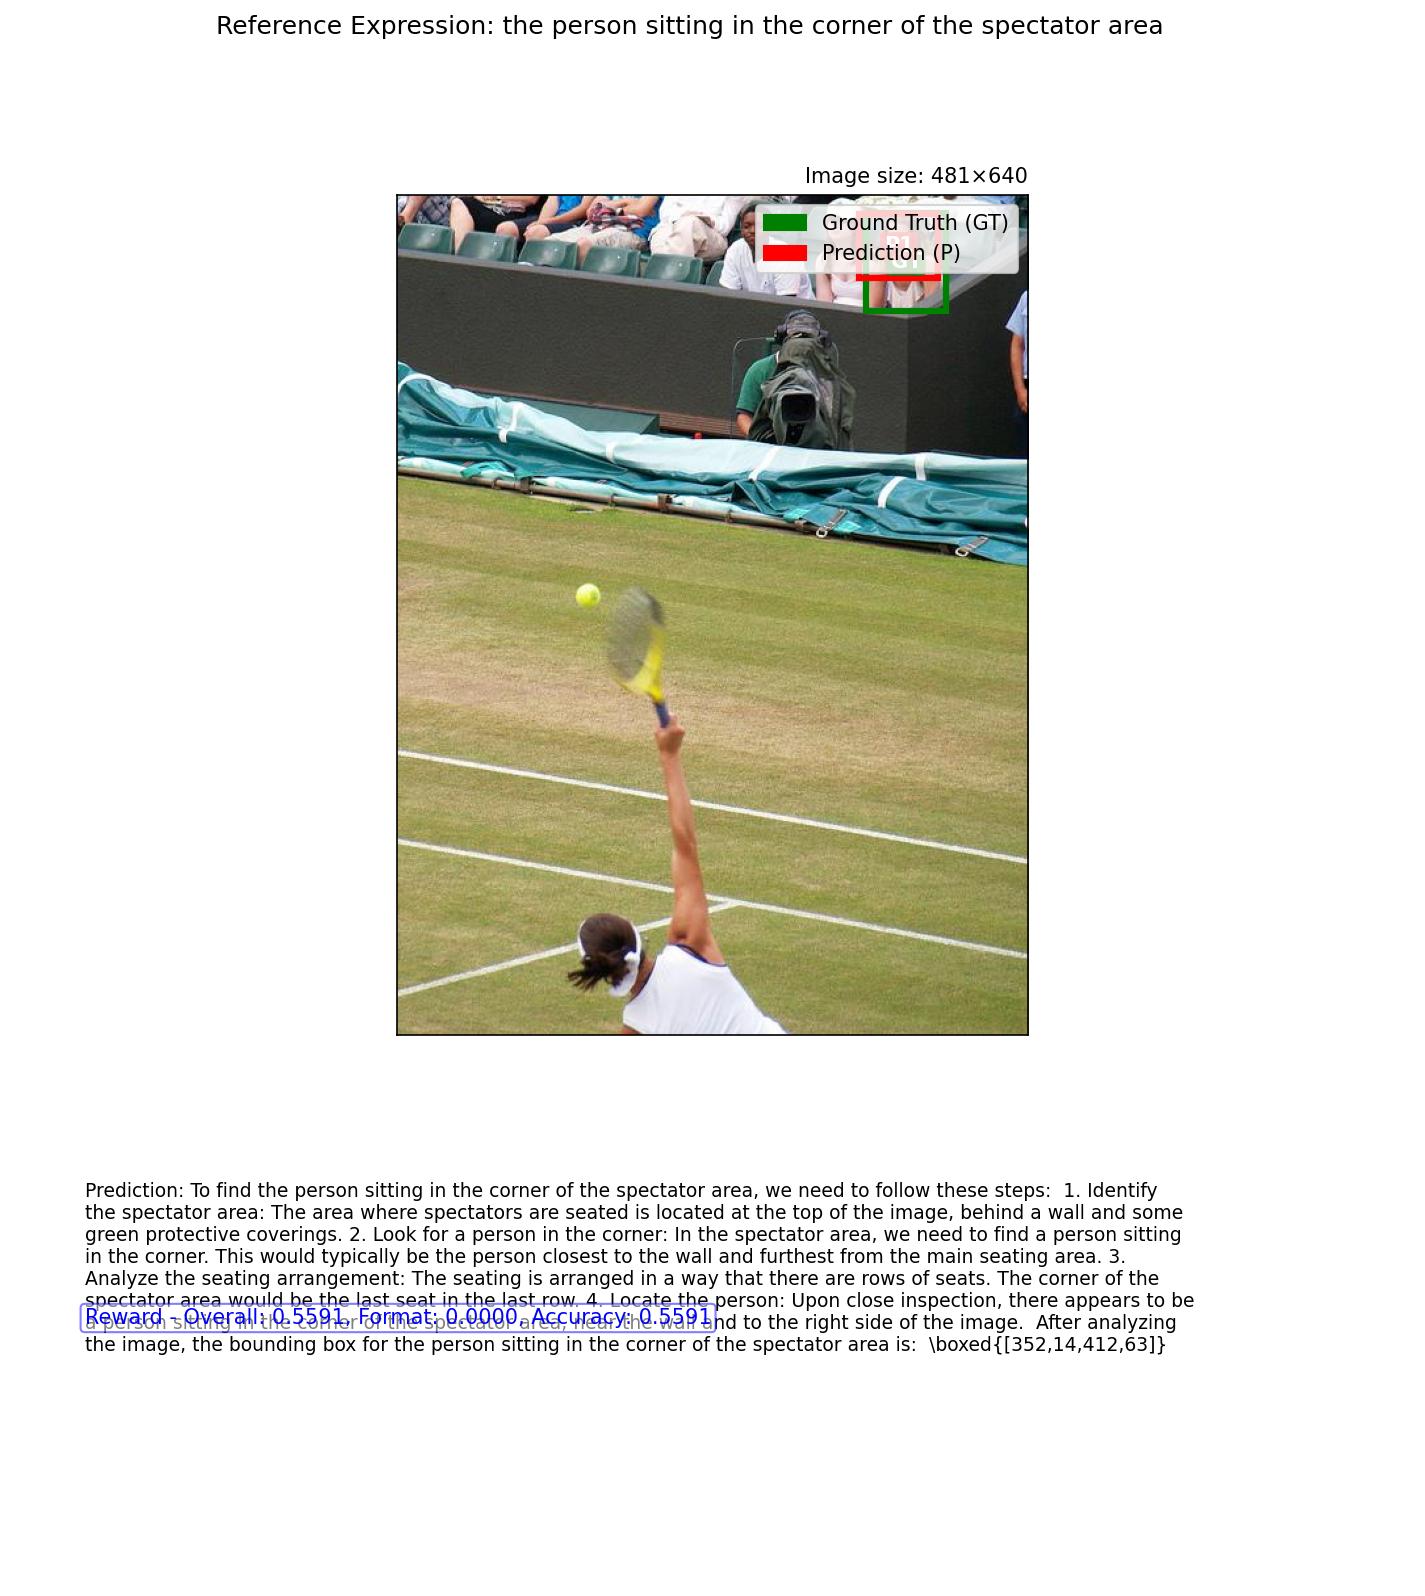 Reference Expression: the person sitting in the corner of the spectator area
Image size: 481×640
Ground Truth (GT)
Prediction (P)
P1
GT
Prediction: To find the person sitting in the corner of the spectator area, we need to follow these steps:  1. Identify
the spectator area: The area where spectators are seated is located at the top of the image, behind a wall and some
green protective coverings. 2. Look for a person in the corner: In the spectator area, we need to find a person sitting
in the corner. This would typically be the person closest to the wall and furthest from the main seating area. 3.
Analyze the seating arrangement: The seating is arranged in a way that there are rows of seats. The corner of the
spectator area would be the last seat in the last row. 4. Locate the person: Upon close inspection, there appears to be
Reward - Overall: 0.5591, Format: 0.0000, Accuracy: 0.5591
a person sitting in the corner of the spectator area, near the wall and to the right side of the image.  After analyzing
the image, the bounding box for the person sitting in the corner of the spectator area is:  \boxed{[352,14,412,63]}